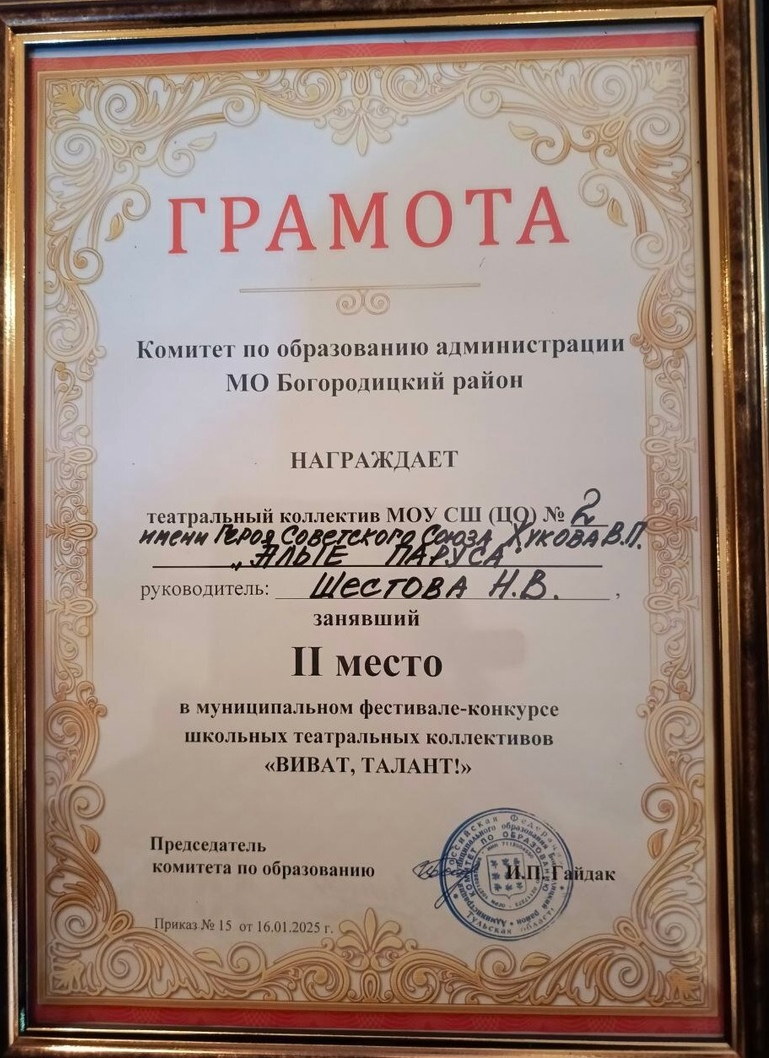 ГРАМОТА
Комитет по образованию администрации
МО Богородицкий район
НАГРАЖДАЕТ
театральный коллектив МОУ СШ (ЦО) № 2
имени Героя Советского Союза Жукова В.П.
„АЛЫЕ ПАРУСА"
руководитель: ШЕСТОВА Н.В. ,
занявший
II место
в муниципальном фестивале-конкурсе
школьных театральных коллективов
«ВИВАТ, ТАЛАНТ!»
Председатель
комитета по образованию И.П. Гайдак
Приказ № 15 от 16.01.2025 г.